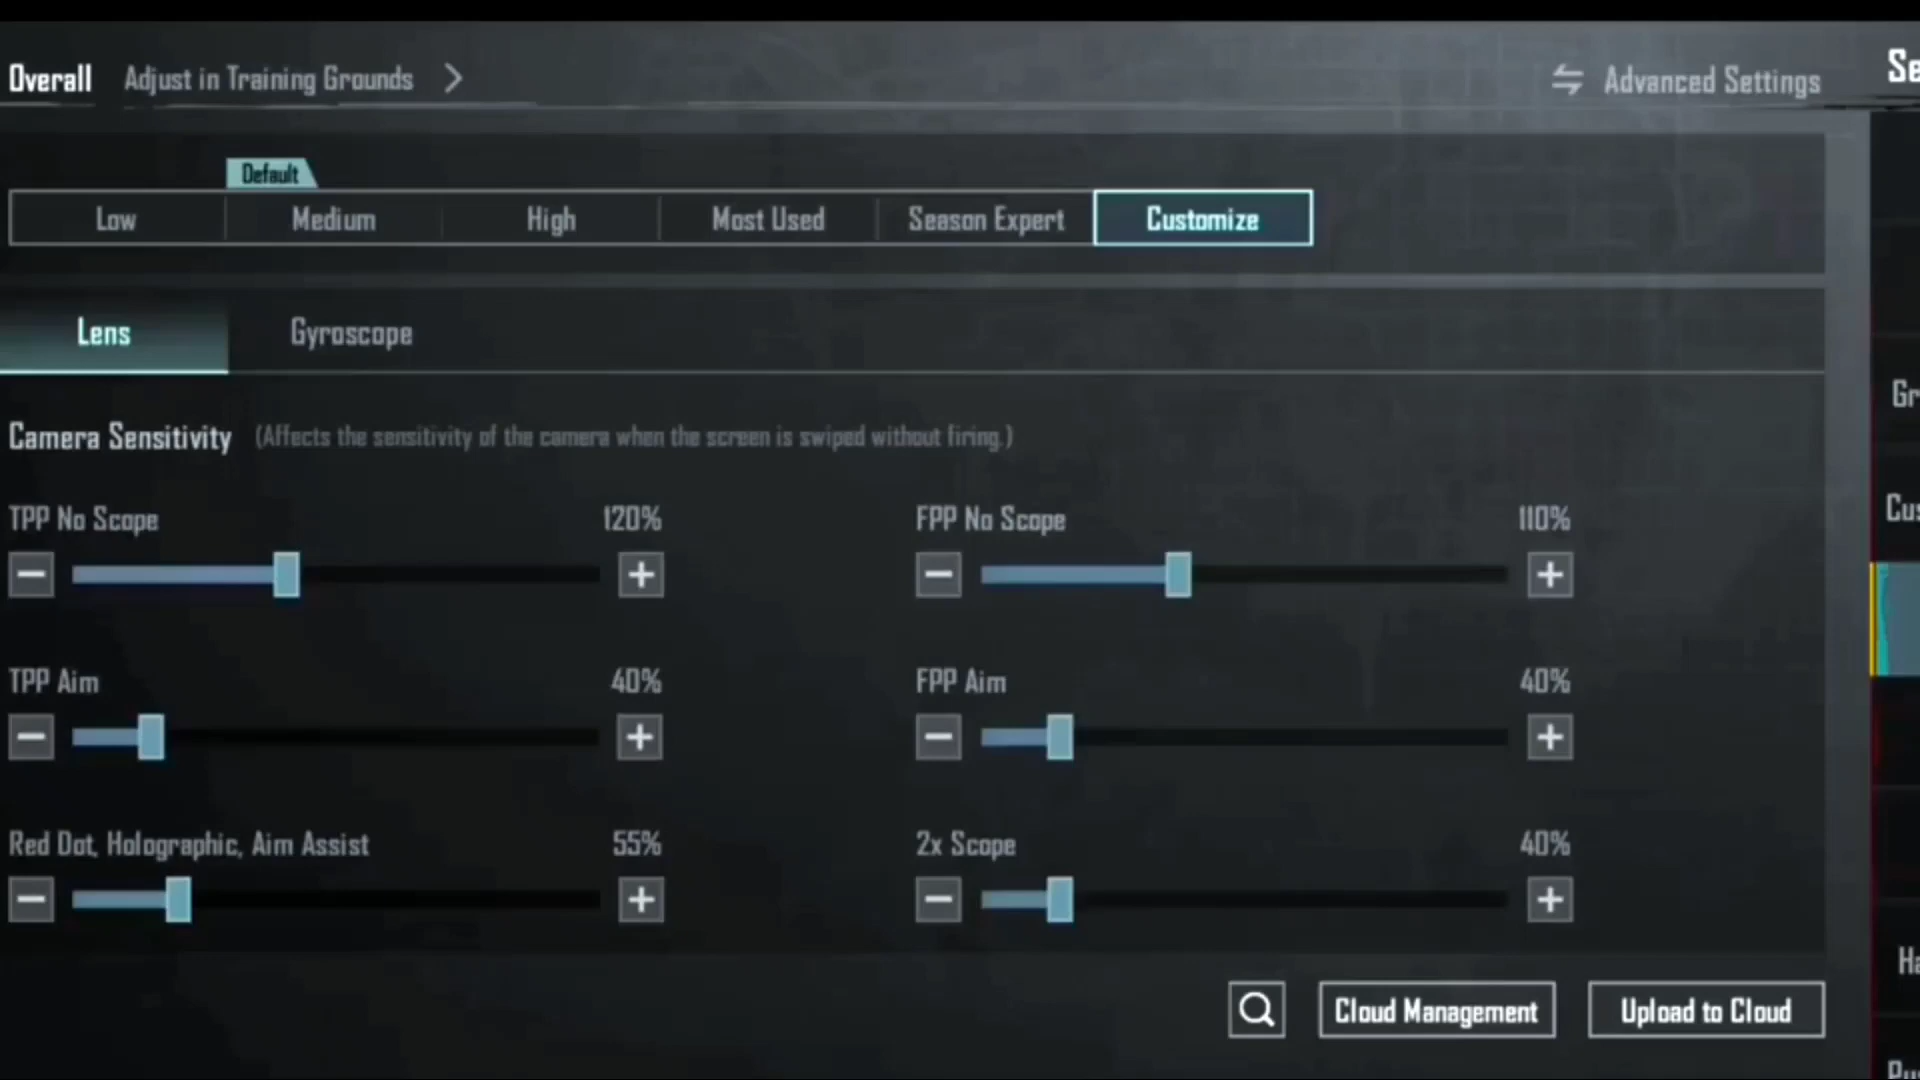 Overall Adjust in Training Grounds Advanced Settings
Default
Low Medium High Most Used Season Expert Customize
Lens Gyroscope
Camera Sensitivity (Affects the sensitivity of the camera when the screen is swiped without firing.)
TPP No Scope 120% FPP No Scope 110%
TPP Aim 40% FPP Aim 40%
Red Dot, Holographic, Aim Assist 55% 2x Scope 40%
Cloud Management Upload to Cloud